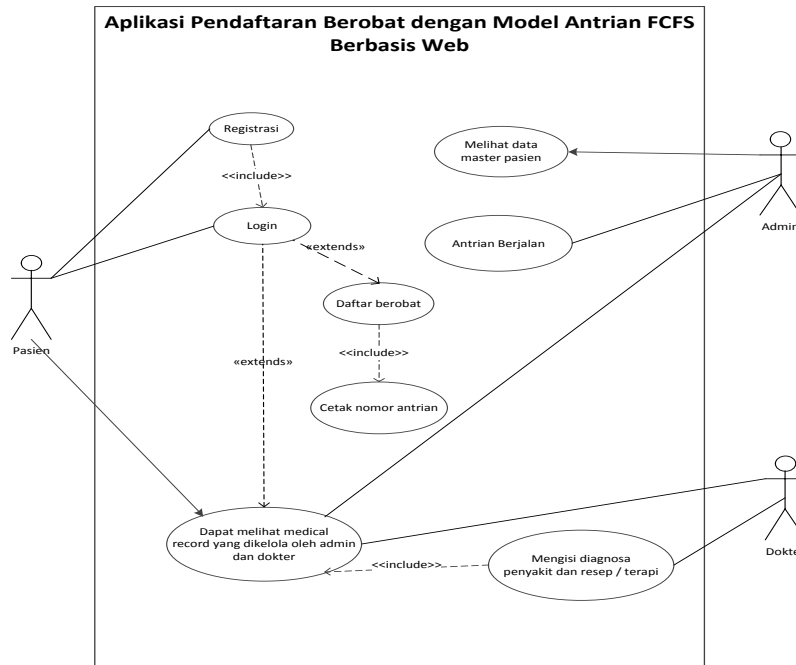 Aplikasi Pendaftaran Berobat dengan Model Antrian FCFS
Berbasis Web
Registrasi
<<include>>
Login
«extends»
Daftar berobat
<<include>>
Cetak nomor antrian
«extends»
Melihat data
master pasien
Antrian Berjalan
Admin
Pasien
Dapat melihat medical
record yang dikelola oleh admin
dan dokter
<<include>>
Mengisi diagnosa
penyakit dan resep / terapi
Dokte